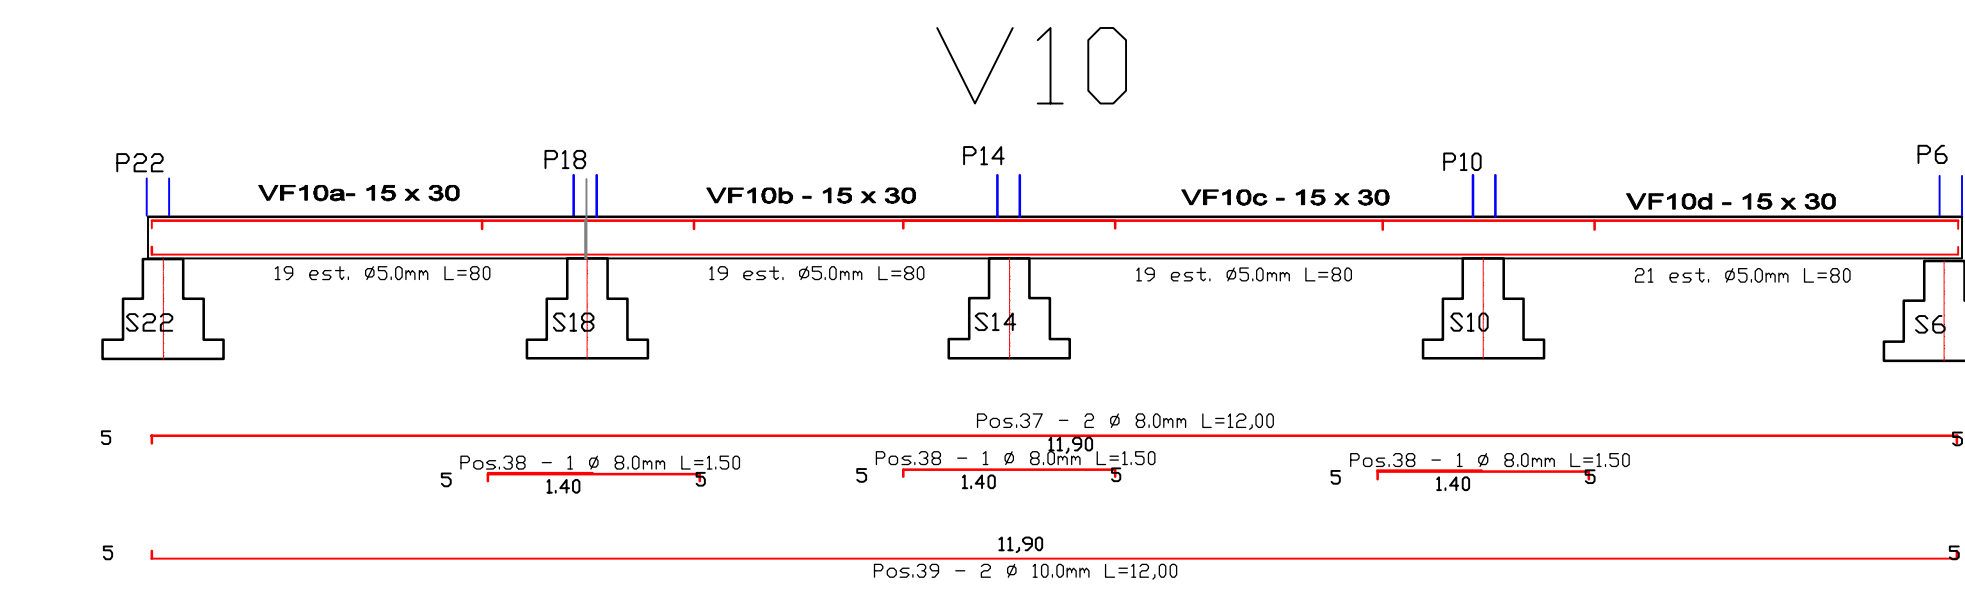 V10
P22
P18
P14
P10
P6
VF10a- 15 x 30
VF10b - 15 x 30
VF10c - 15 x 30
VF10d - 15 x 30
19 est. Ø5.0mm L=80
19 est. Ø5.0mm L=80
19 est. Ø5.0mm L=80
21 est. Ø5.0mm L=80
S22
S18
S14
S10
S6
Pos.37 - 2 Ø 8.0mm L=12,00
5
11,90
5
Pos.38 - 1 Ø 8.0mm L=1.50
5
1.40
5
Pos.38 - 1 Ø 8.0mm L=1.50
5
1.40
5
Pos.38 - 1 Ø 8.0mm L=1.50
5
1.40
5
5
11,90
5
Pos.39 - 2 Ø 10.0mm L=12,00